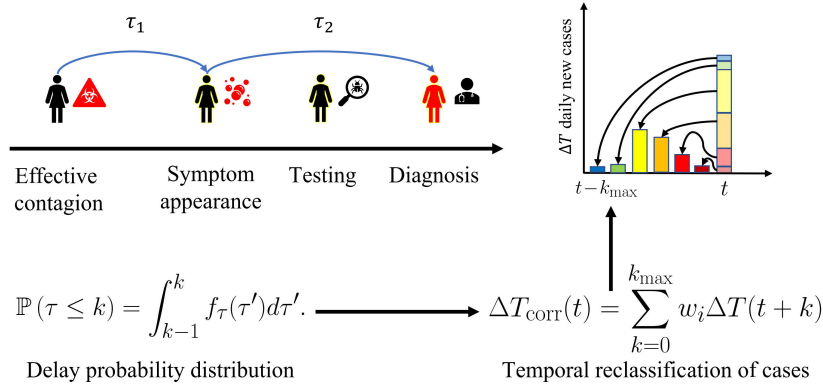 τ₁ τ₂
Effective contagion
Symptom appearance
Testing
Diagnosis
ΔT daily new cases
t−k_max t
ℙ (τ ≤ k) = ∫_{k−1}^{k} f_τ(τ′)dτ′.
ΔT_corr(t) = ∑_{k=0}^{k_max} w_i ΔT(t + k)
Delay probability distribution
Temporal reclassification of cases